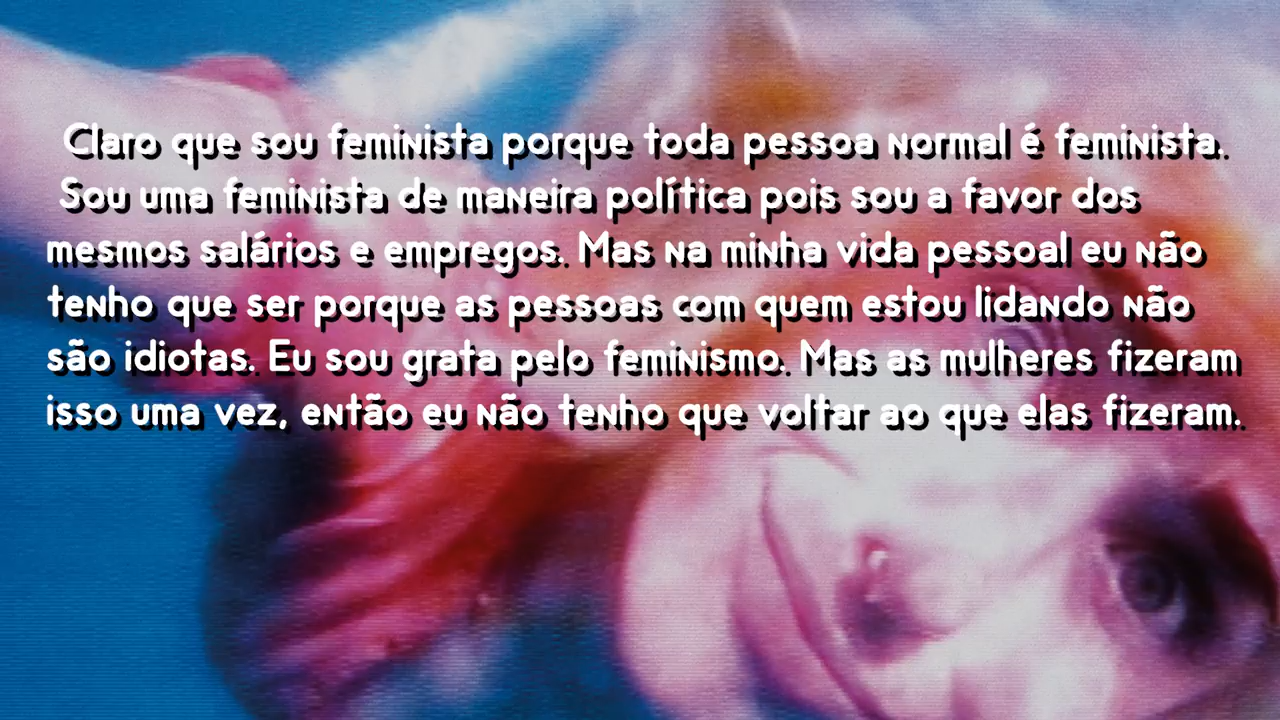 Claro que sou feminista porque toda pessoa normal é feminista.
Sou uma feminista de maneira política pois sou a favor dos
mesmos salários e empregos. Mas na minha vida pessoal eu não
tenho que ser porque as pessoas com quem estou lidando não
são idiotas. Eu sou grata pelo feminismo. Mas as mulheres fizeram
isso uma vez, então eu não tenho que voltar ao que elas fizeram.